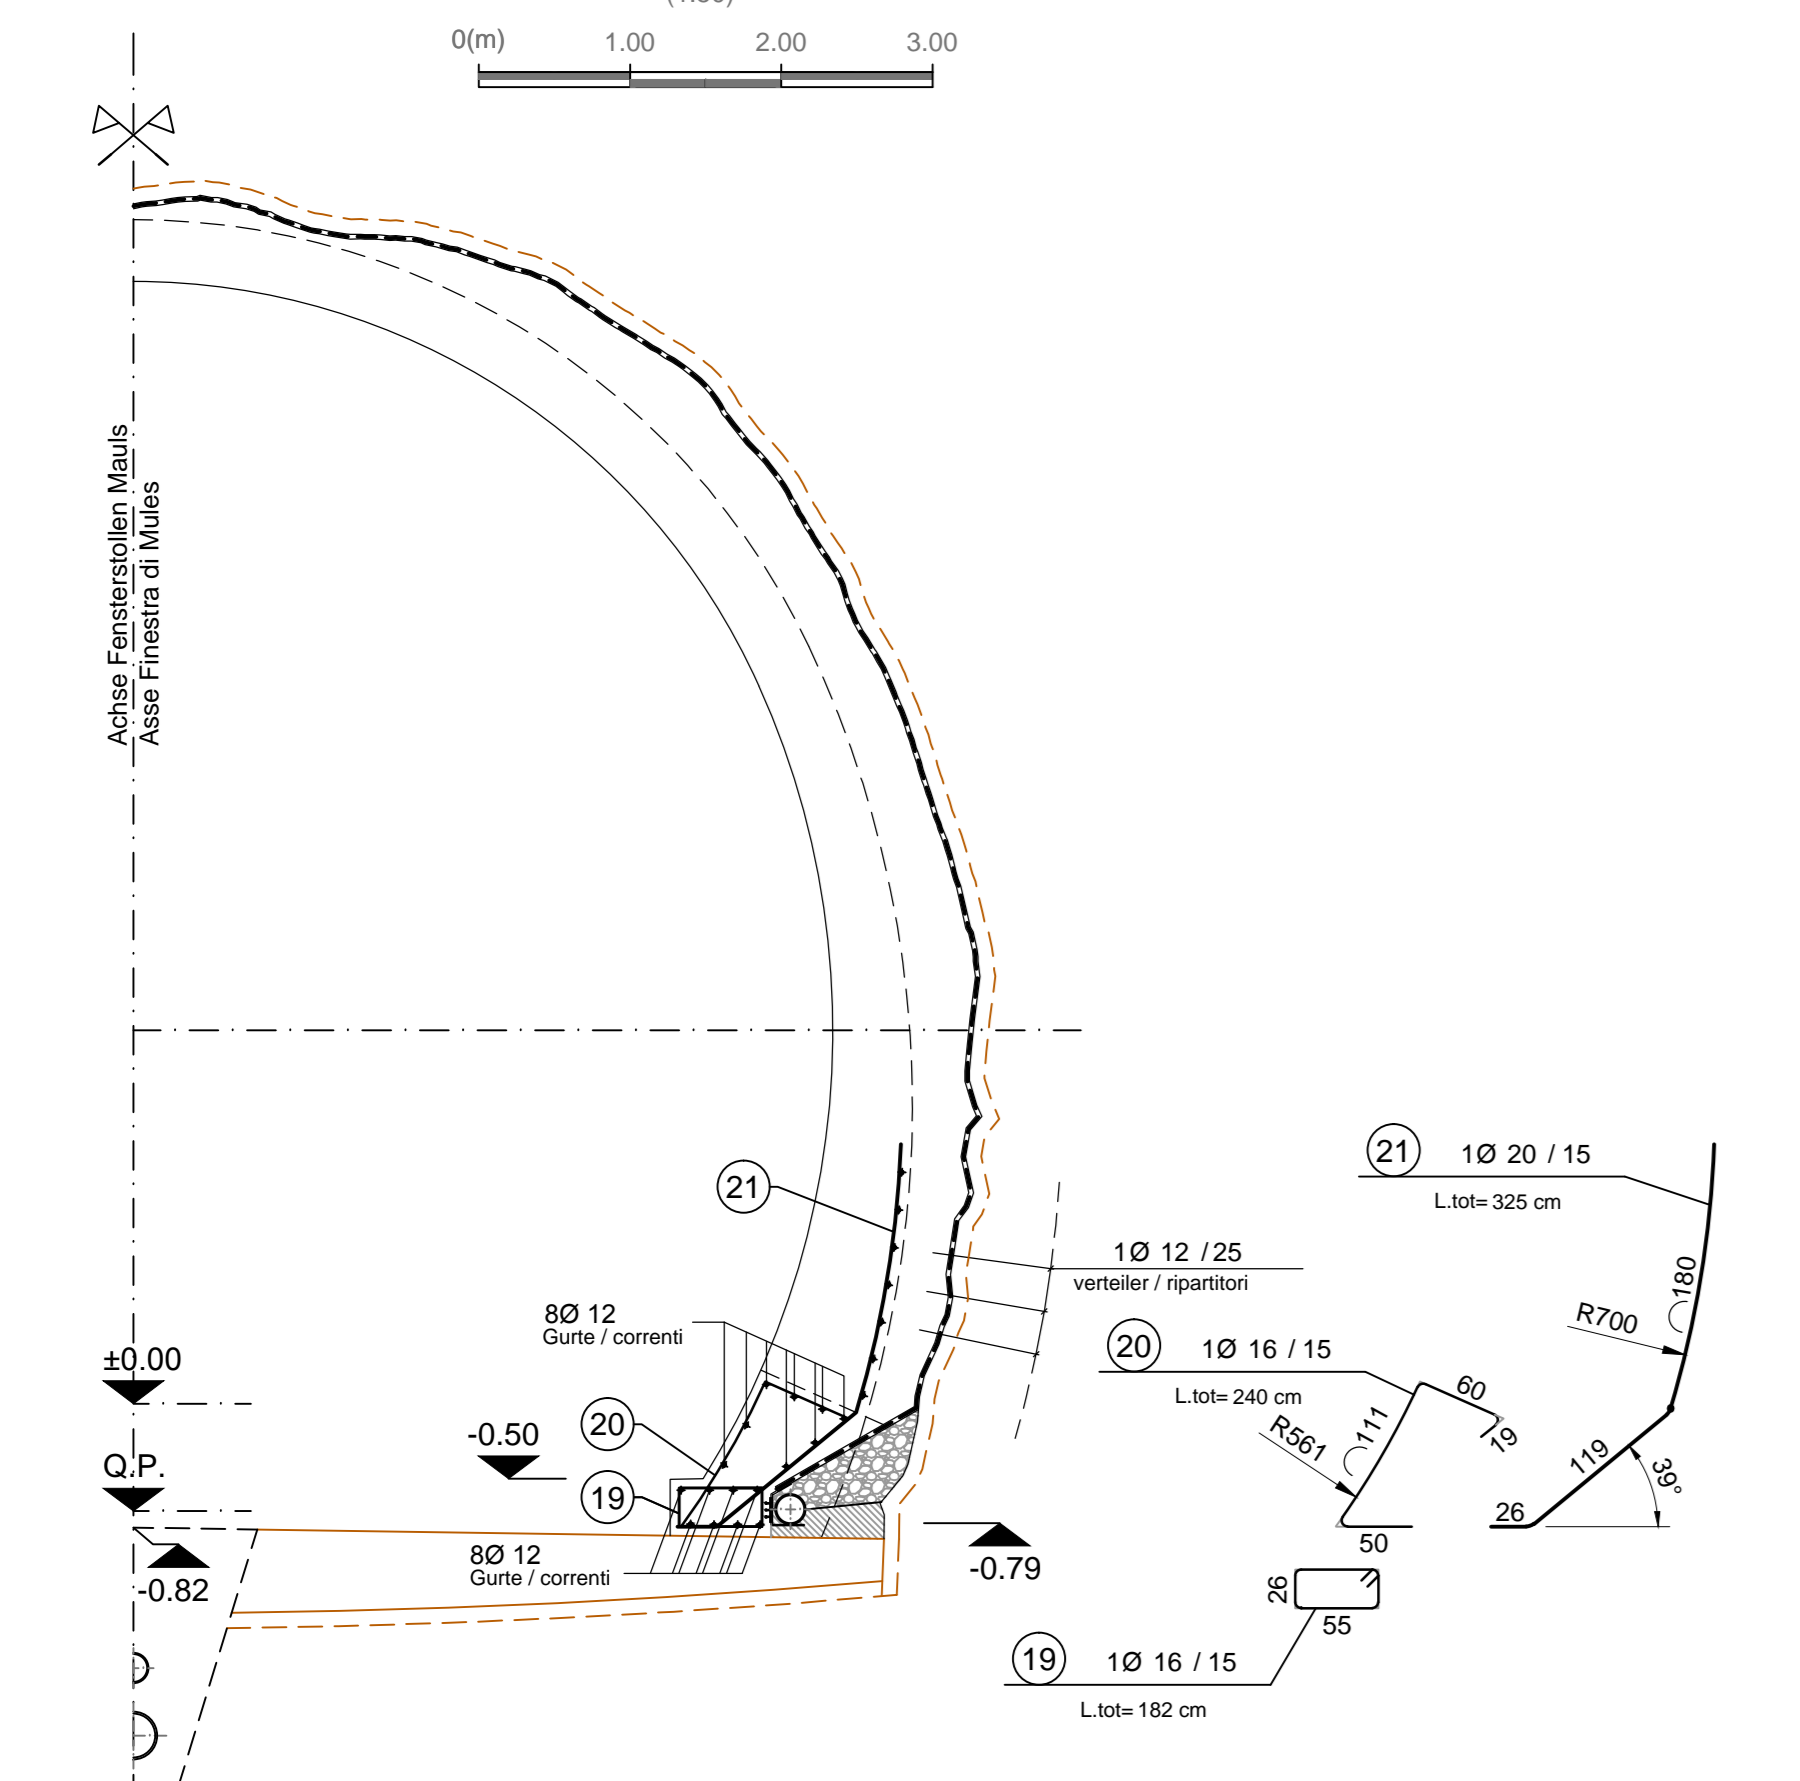 0(m) 1.00 2.00 3.00
Achse Fensterstollen Mauls
Asse Finestra di Mules
21
1Ø 20 / 15
L.tot= 325 cm
21
1Ø 12 / 25
verteiler / ripartitori
180
R700
8Ø 12
Gurte / correnti
20
1Ø 16 / 15
L.tot= 240 cm
±0.00
60
111
R561
19
20
-0.50
119
39°
Q.P.
19
26
50
-0.79
8Ø 12
Gurte / correnti
-0.82
26
55
19
1Ø 16 / 15
L.tot= 182 cm